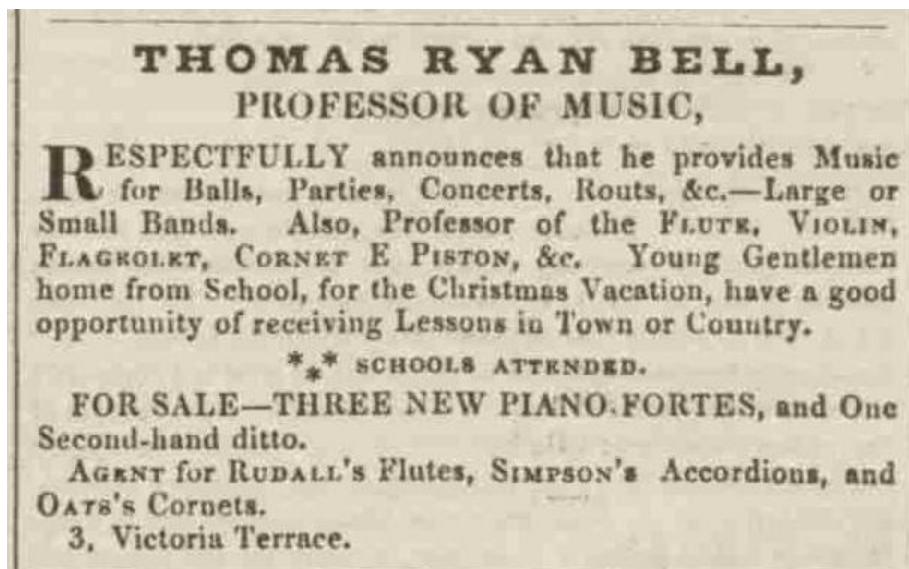 THOMAS RYAN BELL,
PROFESSOR OF MUSIC,
RESPECTFULLY announces that he provides Music
for Balls, Parties, Concerts, Routs, &c.—Large or
Small Bands. Also, Professor of the FLUTE, VIOLIN,
FLAGEOLET, CORNET E PISTON, &c. Young Gentlemen
home from School, for the Christmas Vacation, have a good
opportunity of receiving Lessons in Town or Country.
*** SCHOOLS ATTENDED.
FOR SALE—THREE NEW PIANO-FORTES, and One
Second-hand ditto.
AGENT for RUDALL's Flutes, SIMPSON's Accordions, and
OATS's Cornets.
3, Victoria Terrace.